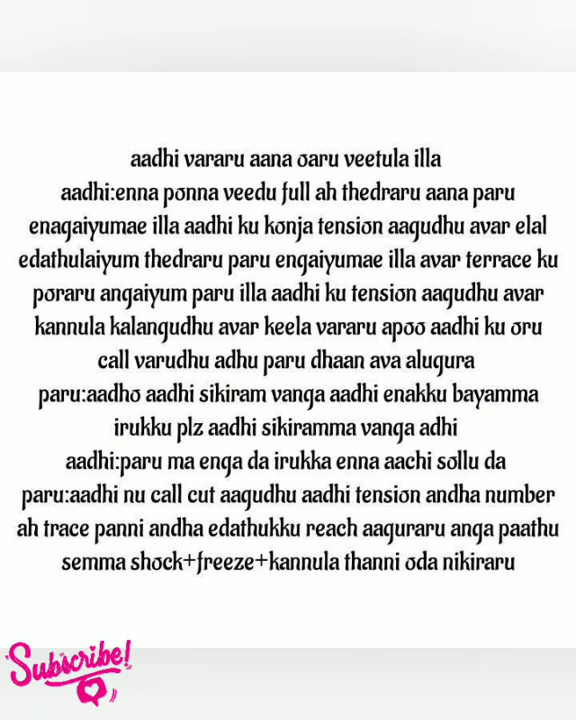 aadhi vararu aana oaru veetula illa
aadhi:enna ponna veedu full ah thedraru aana paru
enagaiyumae illa aadhi ku konja tension aagudhu avar elal
edathulaiyum thedraru paru engaiyumae illa avar terrace ku
poraru angaiyum paru illa aadhi ku tension aagudhu avar
kannula kalangudhu avar keela vararu apoo aadhi ku oru
call varudhu adhu paru dhaan ava alugura
paru:aadho aadhi sikiram vanga aadhi enakku bayamma
irukku plz aadhi sikiramma vanga adhi
aadhi:paru ma enga da irukka enna aachi sollu da
paru:aadhi nu call cut aagudhu aadhi tension andha number
ah trace panni andha edathukku reach aaguraru anga paathu
semma shock+freeze+kannula thanni oda nikiraru
Subscribe!